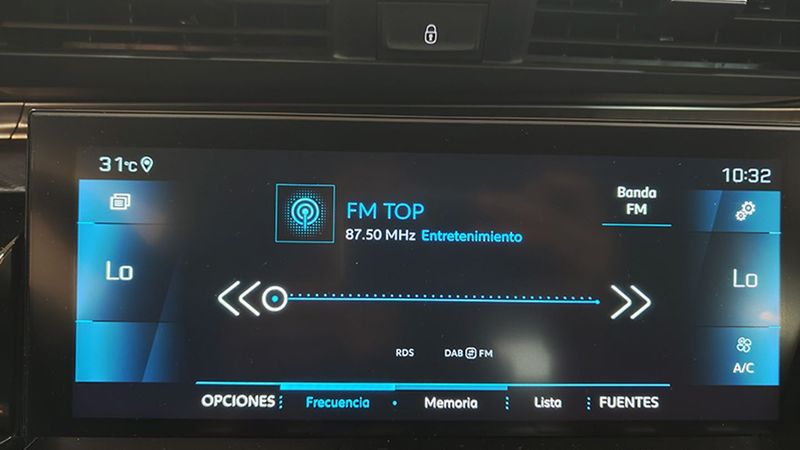 31°C
10:32
Banda
FM
FM TOP
87.50 MHz Entretenimiento
Lo
Lo
RDS
DAB FM
A/C
OPCIONES
Frecuencia
Memoria
Lista
FUENTES